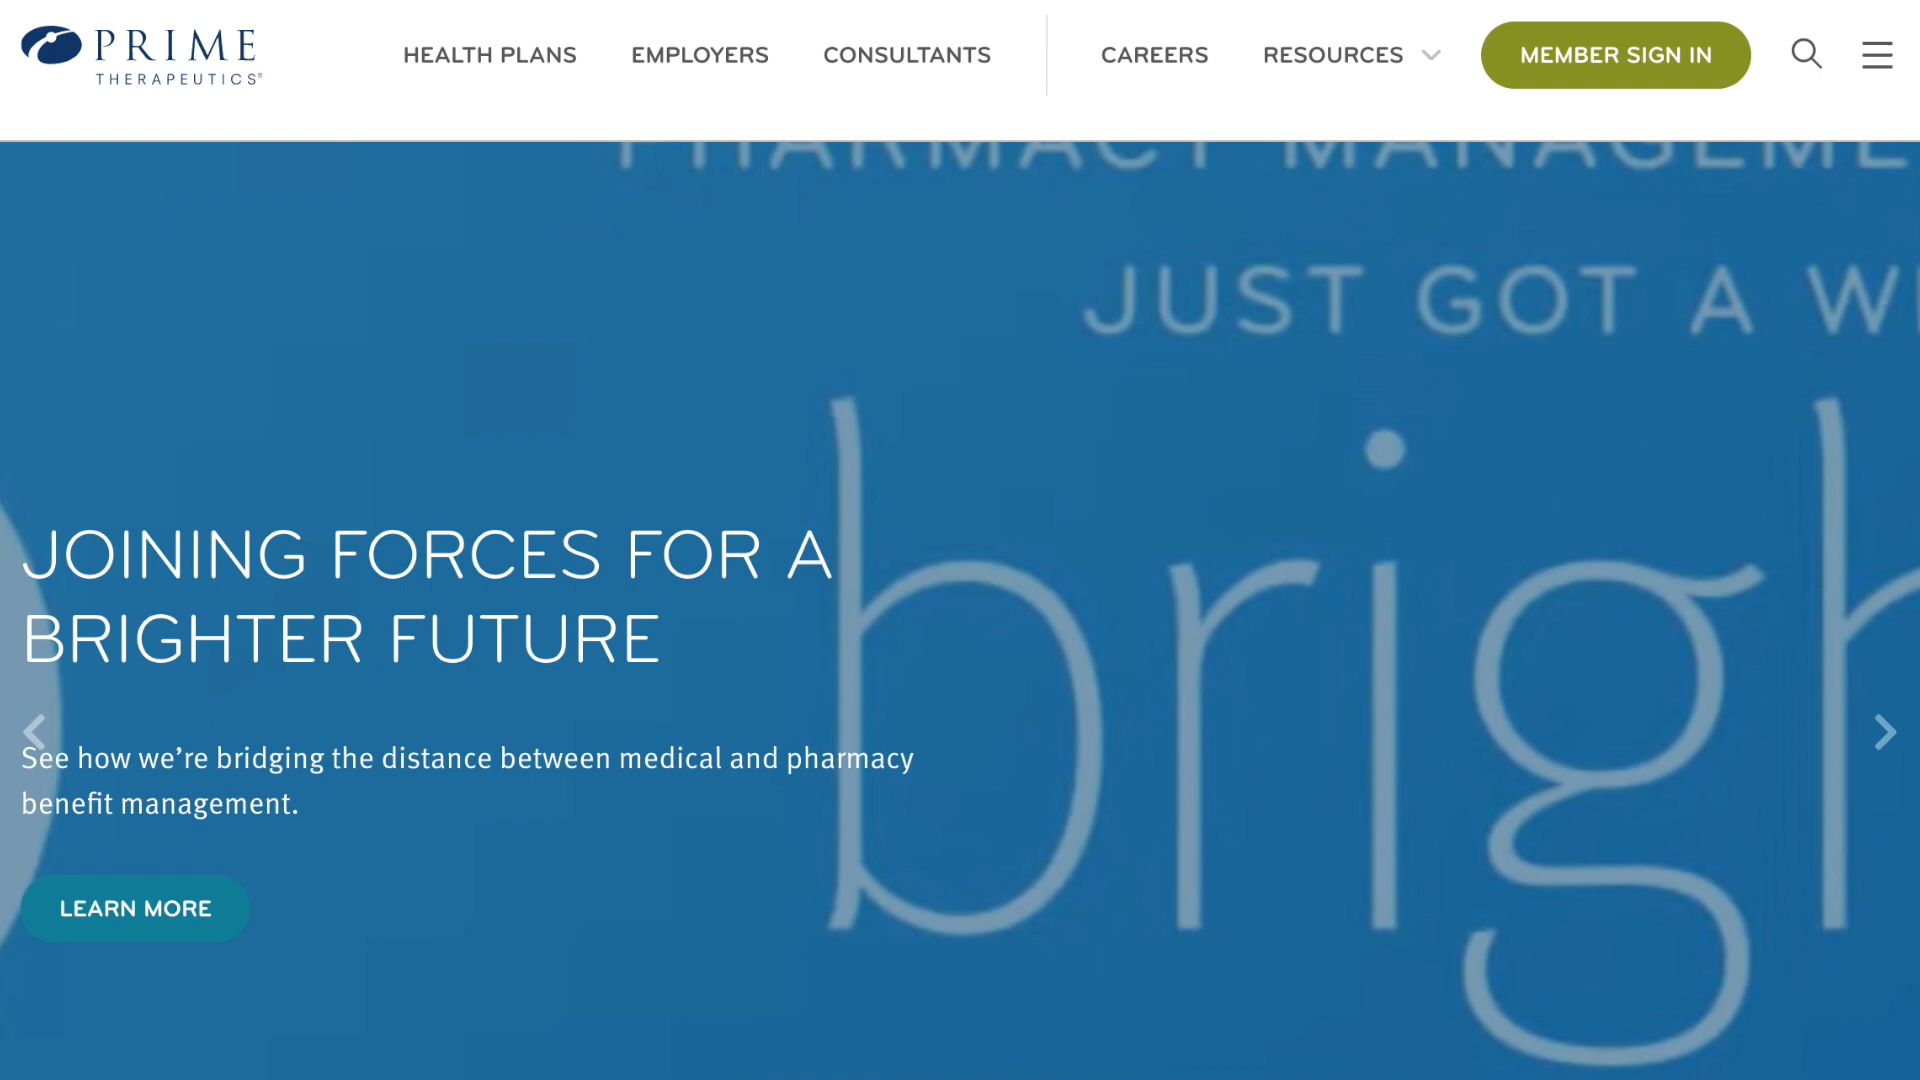 PRIME
THERAPEUTICS®
HEALTH PLANS
EMPLOYERS
CONSULTANTS
CAREERS
RESOURCES
MEMBER SIGN IN
PHARMACY
JUST GOT A
brigh
JOINING FORCES FOR A
BRIGHTER FUTURE
See how we’re bridging the distance between medical and pharmacy
benefit management.
LEARN MORE